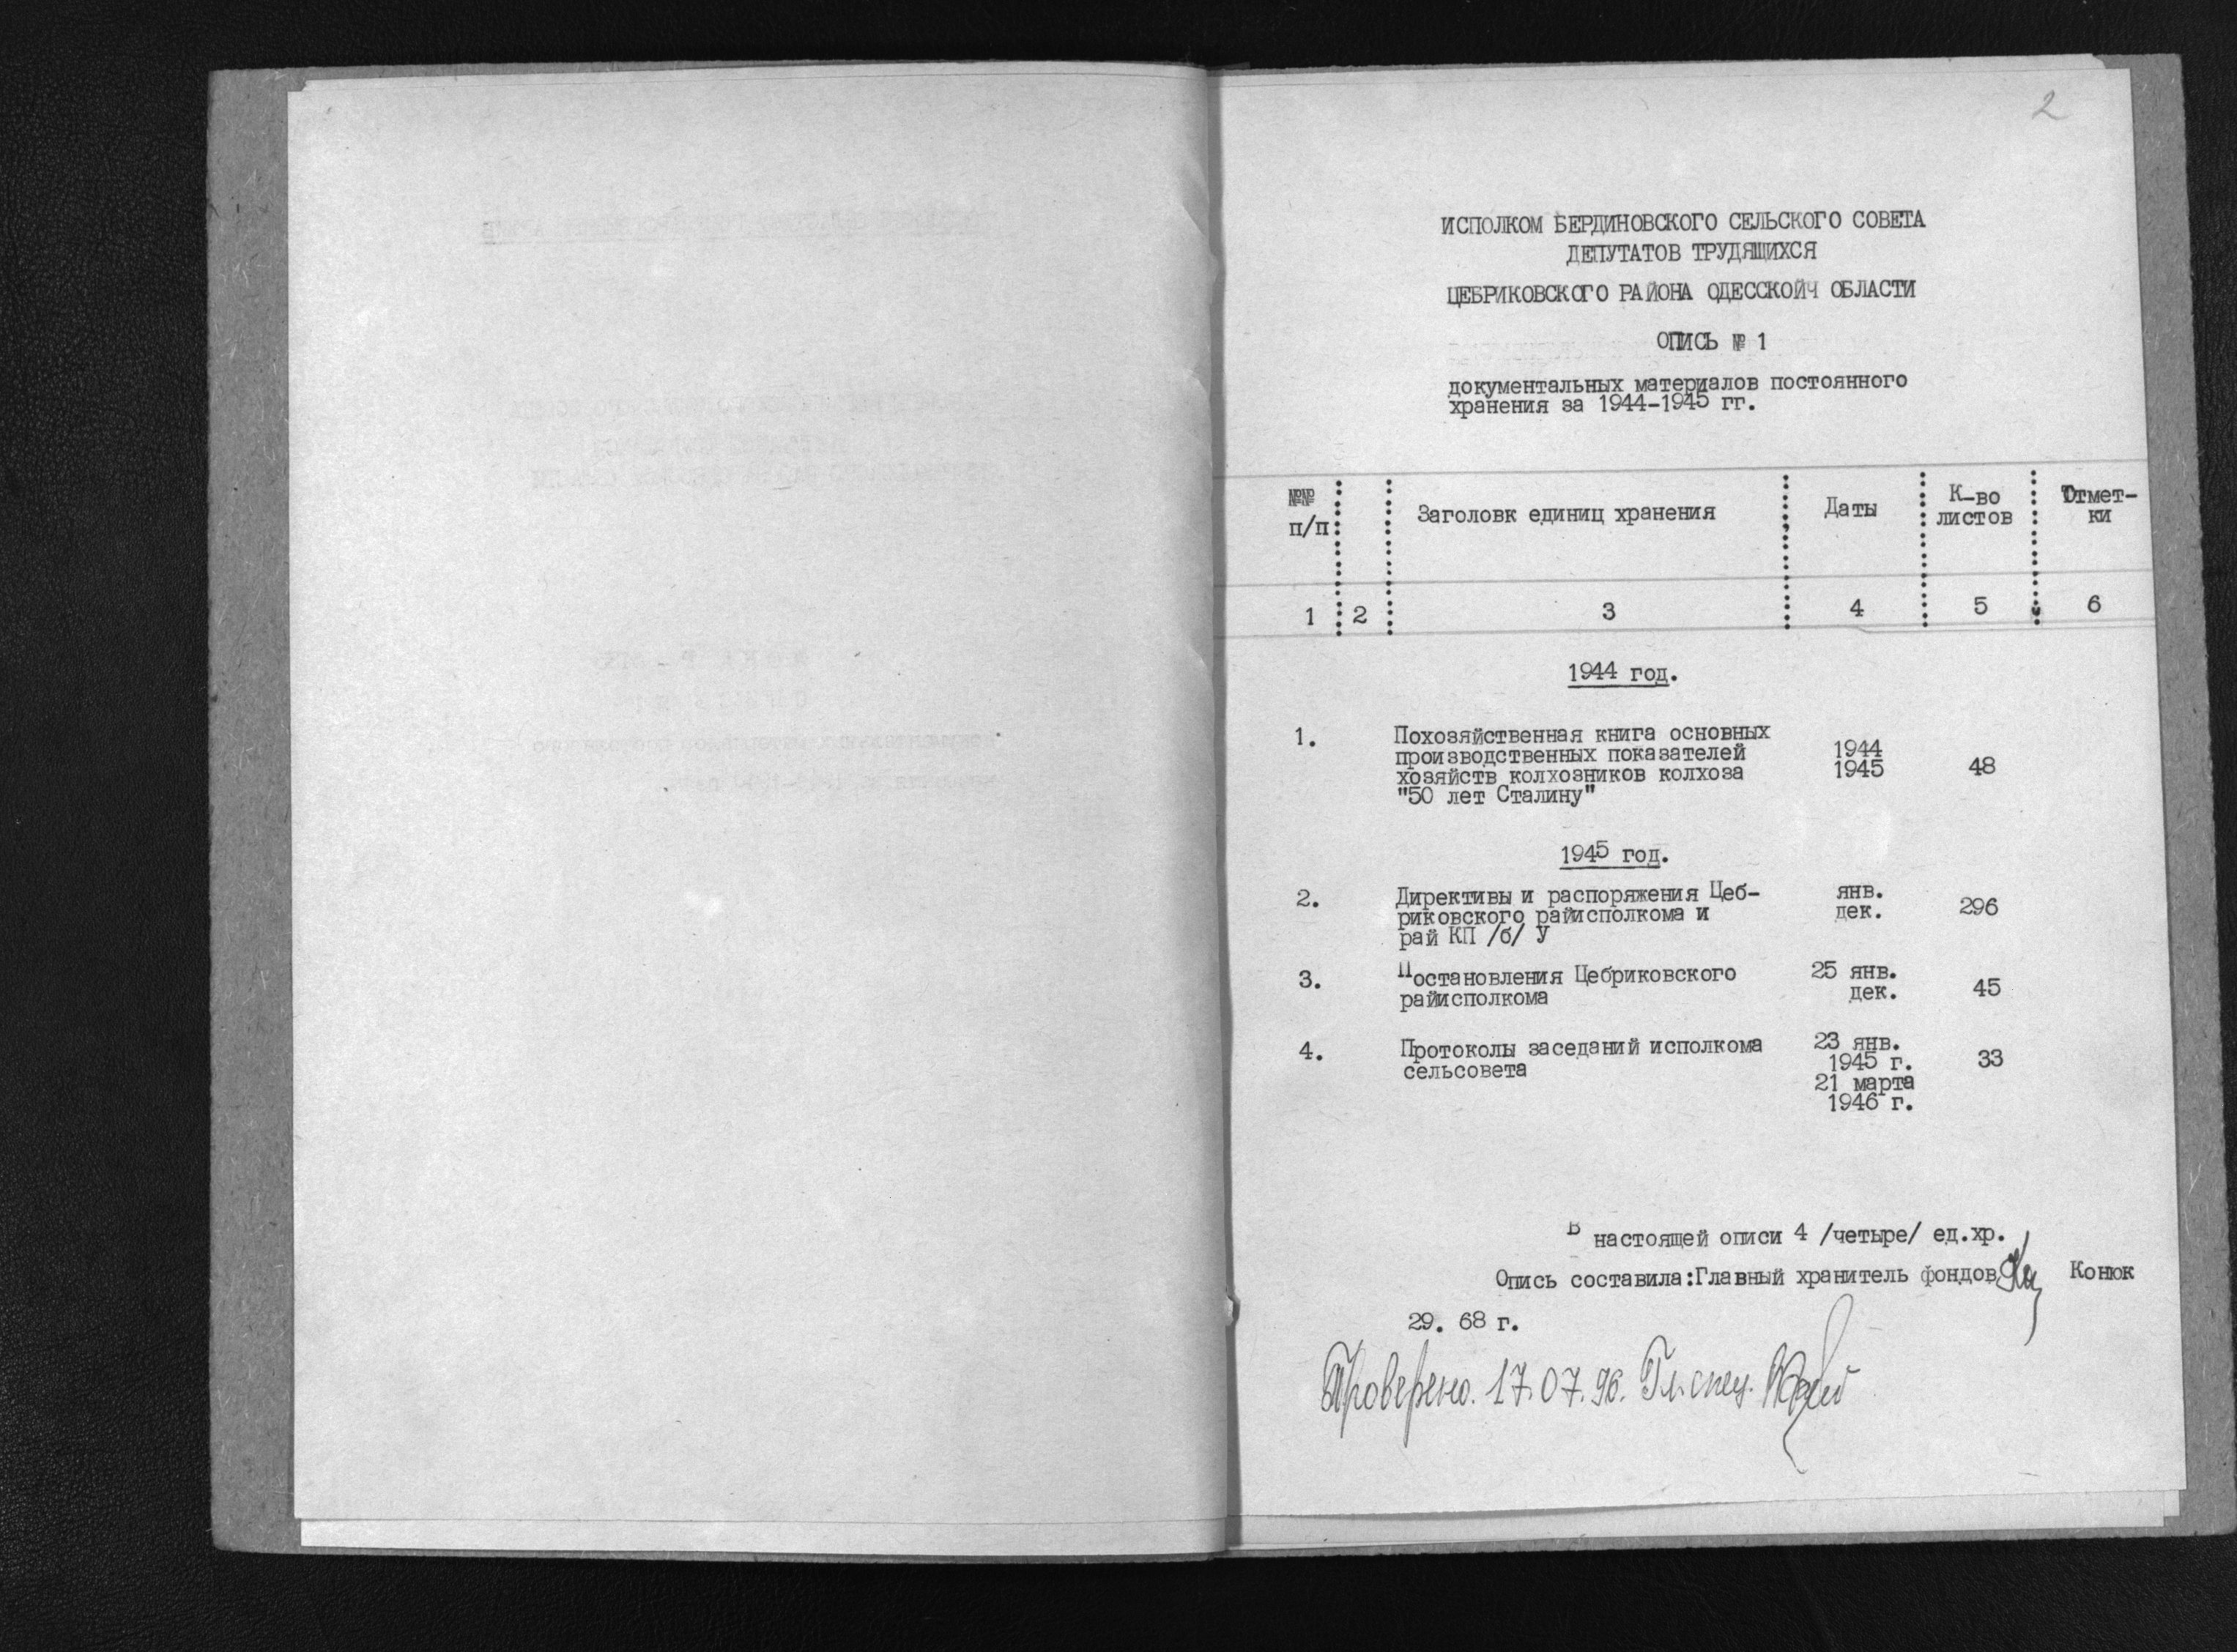 2
ИСПОЛКОМ БЕРДИНОВСКОГО СЕЛЬСКОГО СОВЕТА
ДЕПУТАТОВ ТРУДЯЩИХСЯ
ЦЕБРИКОВСКОГО РАЙОНА ОДЕССКОЙЧ ОБЛАСТИ
ОПИСЬ № 1
документальных материалов постоянного
хранения за 1944-1945 гг.
№№ п/п Заголовк единиц хранения Даты К-во листов Отмет-ки
1 2 3 4 5 6
1944 год.
1. Похозяйственная книга основных
производственных показателей 1944
хозяйств колхозников колхоза 1945 48
"50 лет Сталину"
1945 год.
2. Директивы и распоряжения Цеб- янв.
риковского райисполкома и дек. 296
рай КП /б/ У
3. Постановления Цебриковского 25 янв.
райисполкома дек. 45
4. Протоколы заседаний исполкома 23 янв.
сельсовета 1945 г. 33
21 марта
1946 г.
В настоящей описи 4 /четыре/ ед.хр.
Опись составила:Главный хранитель фондов Конюк
29. 68 г.
Проверено. 17.07.96. Гл. спец.